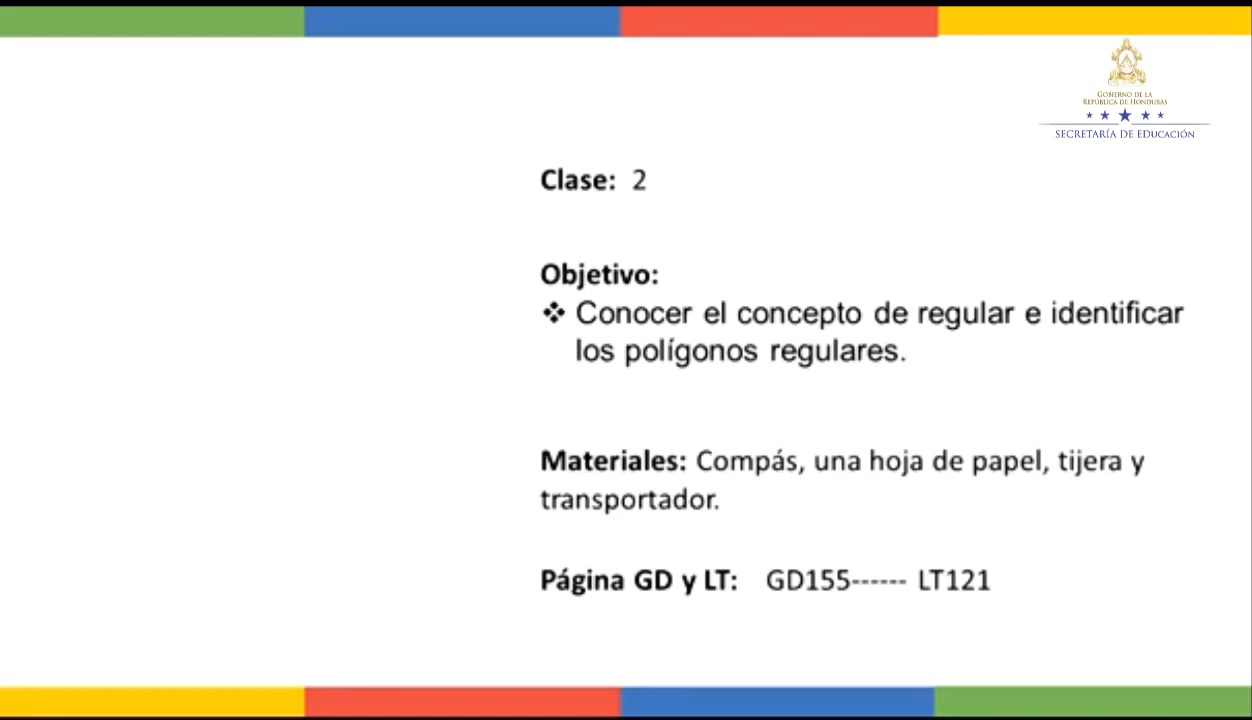 GOBIERNO DE LA
REPÚBLICA DE HONDURAS
SECRETARÍA DE EDUCACIÓN
Clase: 2
Objetivo:
❖ Conocer el concepto de regular e identificar
los polígonos regulares.
Materiales: Compás, una hoja de papel, tijera y
transportador.
Página GD y LT: GD155------ LT121